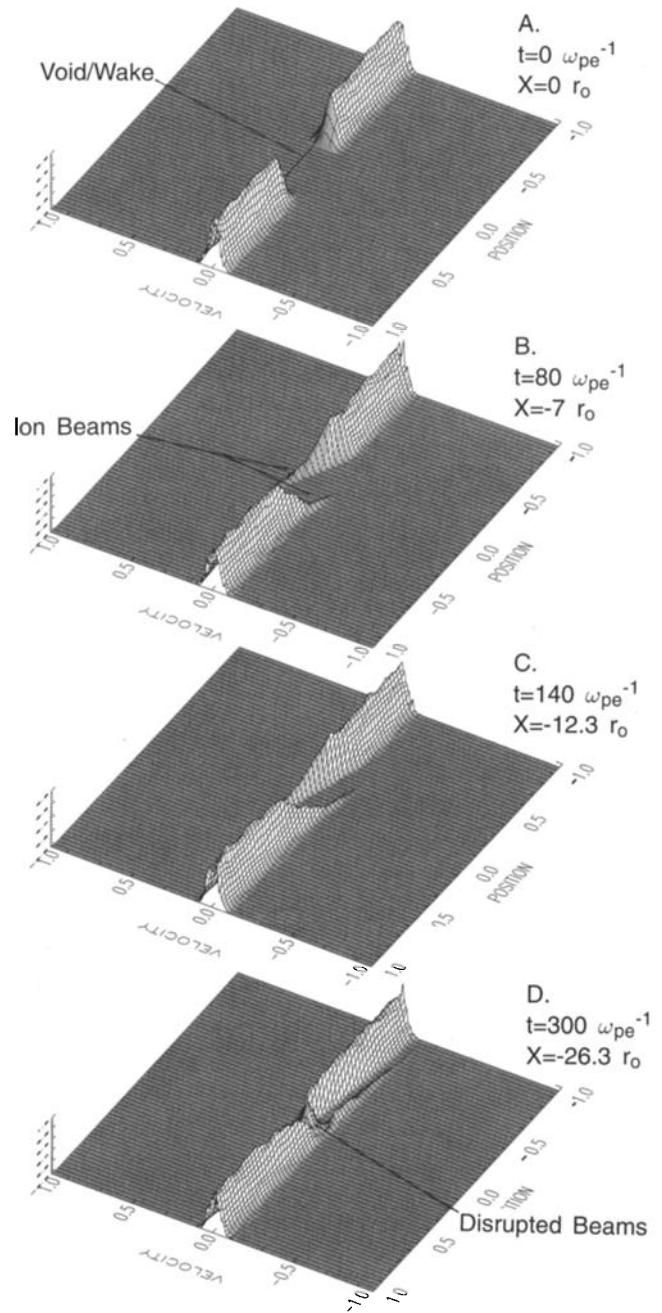 A.
t=0 ωpe⁻¹
X=0 ro
Void/Wake
-1.0
-0.5
0.0
POSITION
0.5
1.0
1.0
0.5
0.0
VELOCITY
-0.5
-1.0
B.
t=80 ωpe⁻¹
X=-7 ro
Ion Beams
-1.0
-0.5
0.0
POSITION
-0.5
1.0
1.0
0.5
0.0
VELOCITY
-0.5
-1.0
C.
t=140 ωpe⁻¹
X=-12.3 ro
-1.0
0.5
0.0
POSITION
0.5
1.0
1.0
0.5
0.0
VELOCITY
-0.5
-1.0
D.
t=300 ωpe⁻¹
X=-26.3 ro
-1.0
-0.5
0.0
0.5
1.0
1.0
0.5
0.0
VELOCITY
-0.5
-1.0
Disrupted Beams